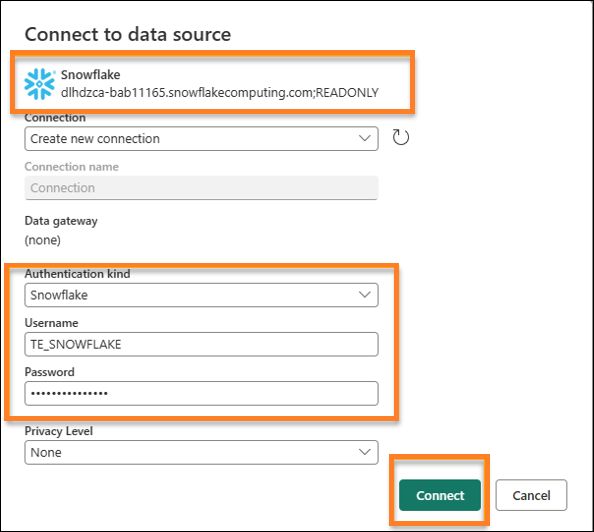 Connect to data source
Snowflake
dlhdzca-bab11165.snowflakecomputing.com;READONLY
Connection
Create new connection
Connection name
Connection
Data gateway
(none)
Authentication kind
Snowflake
Username
TE_SNOWFLAKE
Password
•••••••••••••••
Privacy Level
None
Connect
Cancel